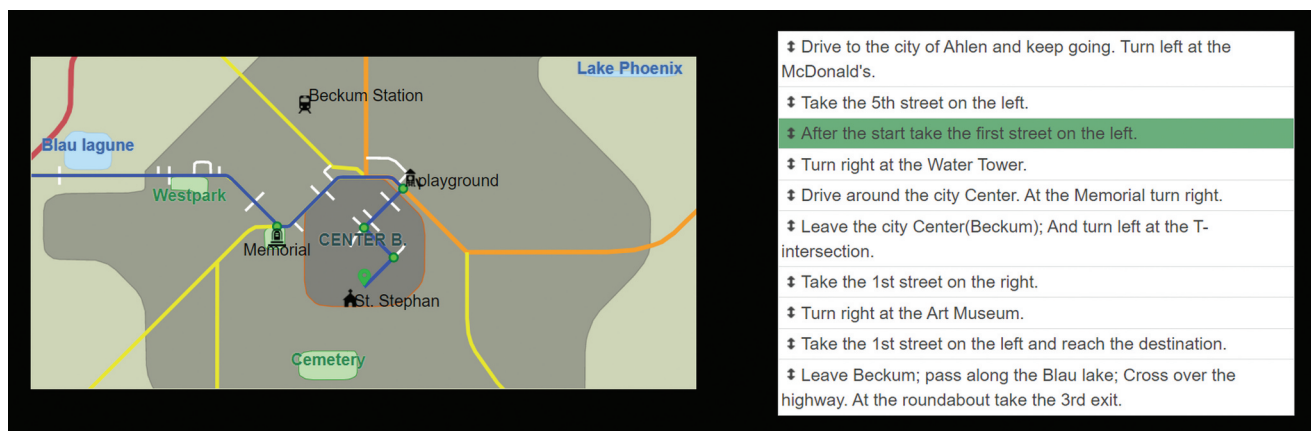 Lake Phoenix
Beckum Station
Blau lagune
playground
Westpark
CENTER B.
Memorial
St. Stephan
Cemetery
Drive to the city of Ahlen and keep going. Turn left at the
McDonald's.
Take the 5th street on the left.
After the start take the first street on the left.
Turn right at the Water Tower.
Drive around the city Center. At the Memorial turn right.
Leave the city Center(Beckum); And turn left at the T-
intersection.
Take the 1st street on the right.
Turn right at the Art Museum.
Take the 1st street on the left and reach the destination.
Leave Beckum; pass along the Blau lake; Cross over the
highway. At the roundabout take the 3rd exit.